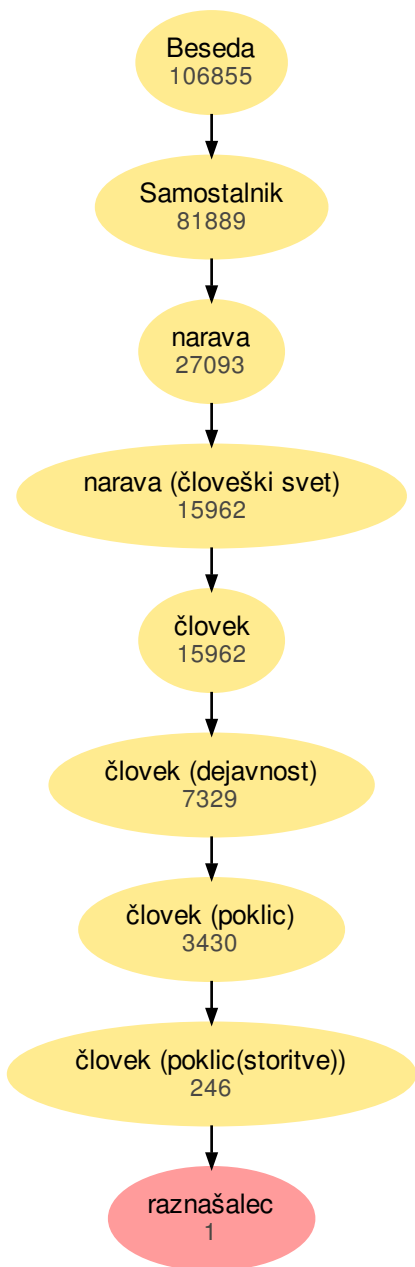 Beseda
106855
Samostalnik
81889
narava
27093
narava (človeški svet)
15962
človek
15962
človek (dejavnost)
7329
človek (poklic)
3430
človek (poklic(storitve))
246
raznašalec
1